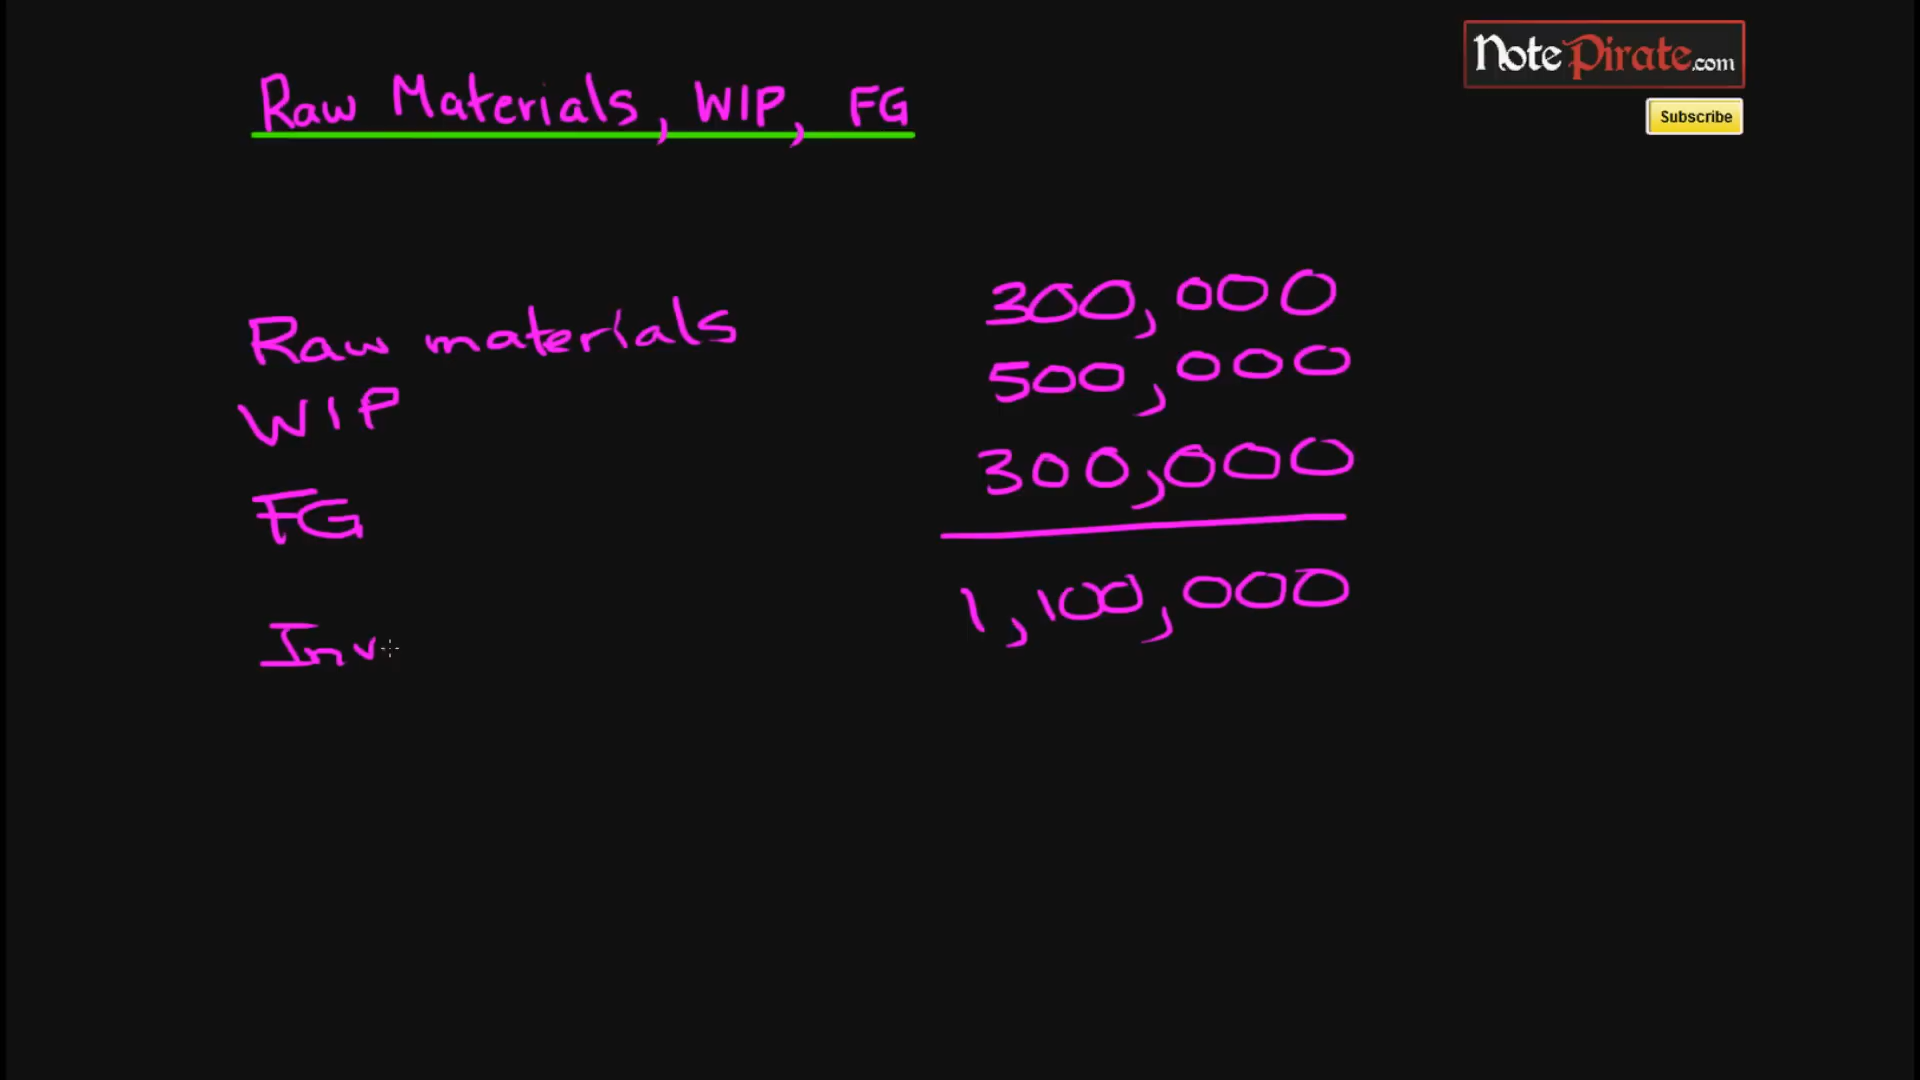 NotePirate.com
Subscribe
Raw Materials, WIP, FG
Raw materials 300,000
WIP 500,000
FG 300,000
Inv 1,100,000